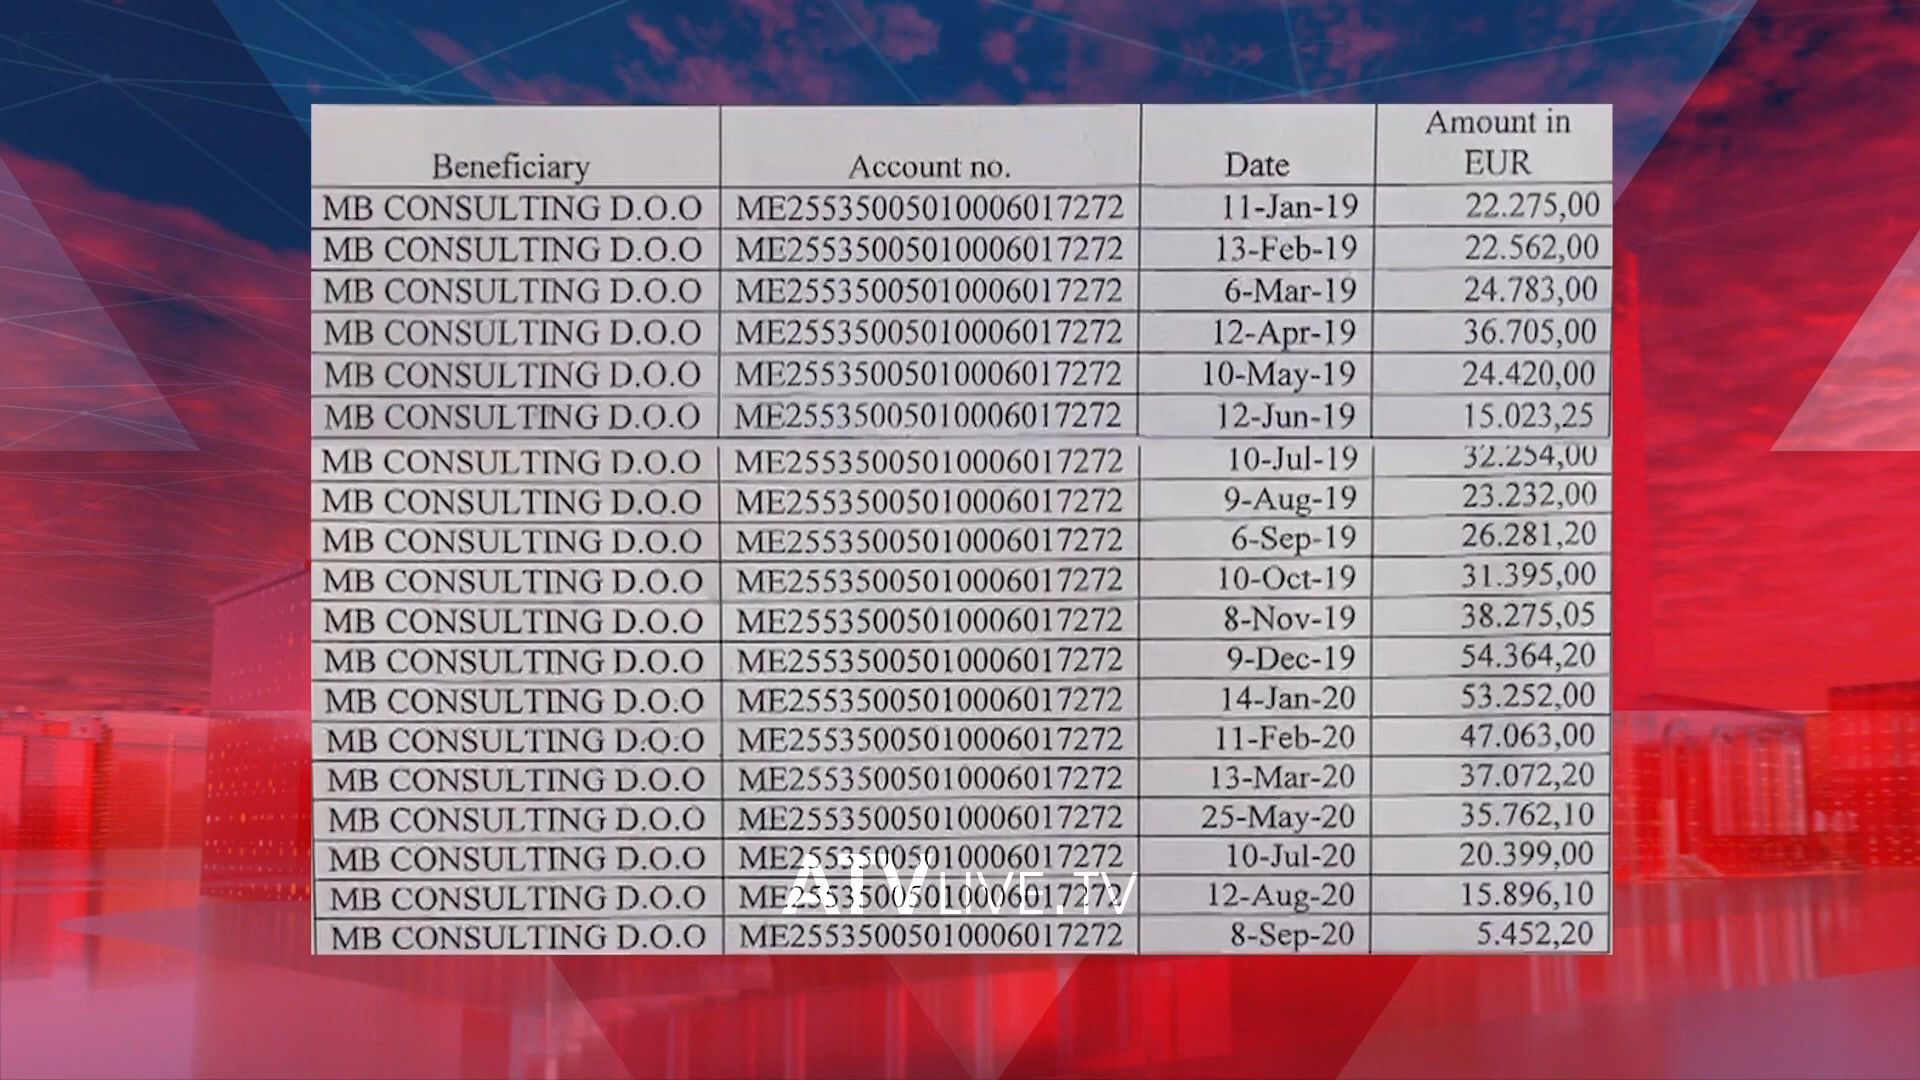 Beneficiary Account no. Date Amount in EUR
MB CONSULTING D.O.O ME25535005010006017272 11-Jan-19 22.275,00
MB CONSULTING D.O.O ME25535005010006017272 13-Feb-19 22.562,00
MB CONSULTING D.O.O ME25535005010006017272 6-Mar-19 24.783,00
MB CONSULTING D.O.O ME25535005010006017272 12-Apr-19 36.705,00
MB CONSULTING D.O.O ME25535005010006017272 10-May-19 24.420,00
MB CONSULTING D.O.O ME25535005010006017272 12-Jun-19 15.023,25
MB CONSULTING D.O.O ME25535005010006017272 10-Jul-19 32.254,00
MB CONSULTING D.O.O ME25535005010006017272 9-Aug-19 23.232,00
MB CONSULTING D.O.O ME25535005010006017272 6-Sep-19 26.281,20
MB CONSULTING D.O.O ME25535005010006017272 10-Oct-19 31.395,00
MB CONSULTING D.O.O ME25535005010006017272 8-Nov-19 38.275,05
MB CONSULTING D.O.O ME25535005010006017272 9-Dec-19 54.364,20
MB CONSULTING D.O.O ME25535005010006017272 14-Jan-20 53.252,00
MB CONSULTING D.O.O ME25535005010006017272 11-Feb-20 47.063,00
MB CONSULTING D.O.O ME25535005010006017272 13-Mar-20 37.072,20
MB CONSULTING D.O.O ME25535005010006017272 25-May-20 35.762,10
MB CONSULTING D.O.O ME25535005010006017272 10-Jul-20 20.399,00
MB CONSULTING D.O.O ME25535005010006017272 12-Aug-20 15.896,10
MB CONSULTING D.O.O ME25535005010006017272 8-Sep-20 5.452,20
ATVLIVE.TV